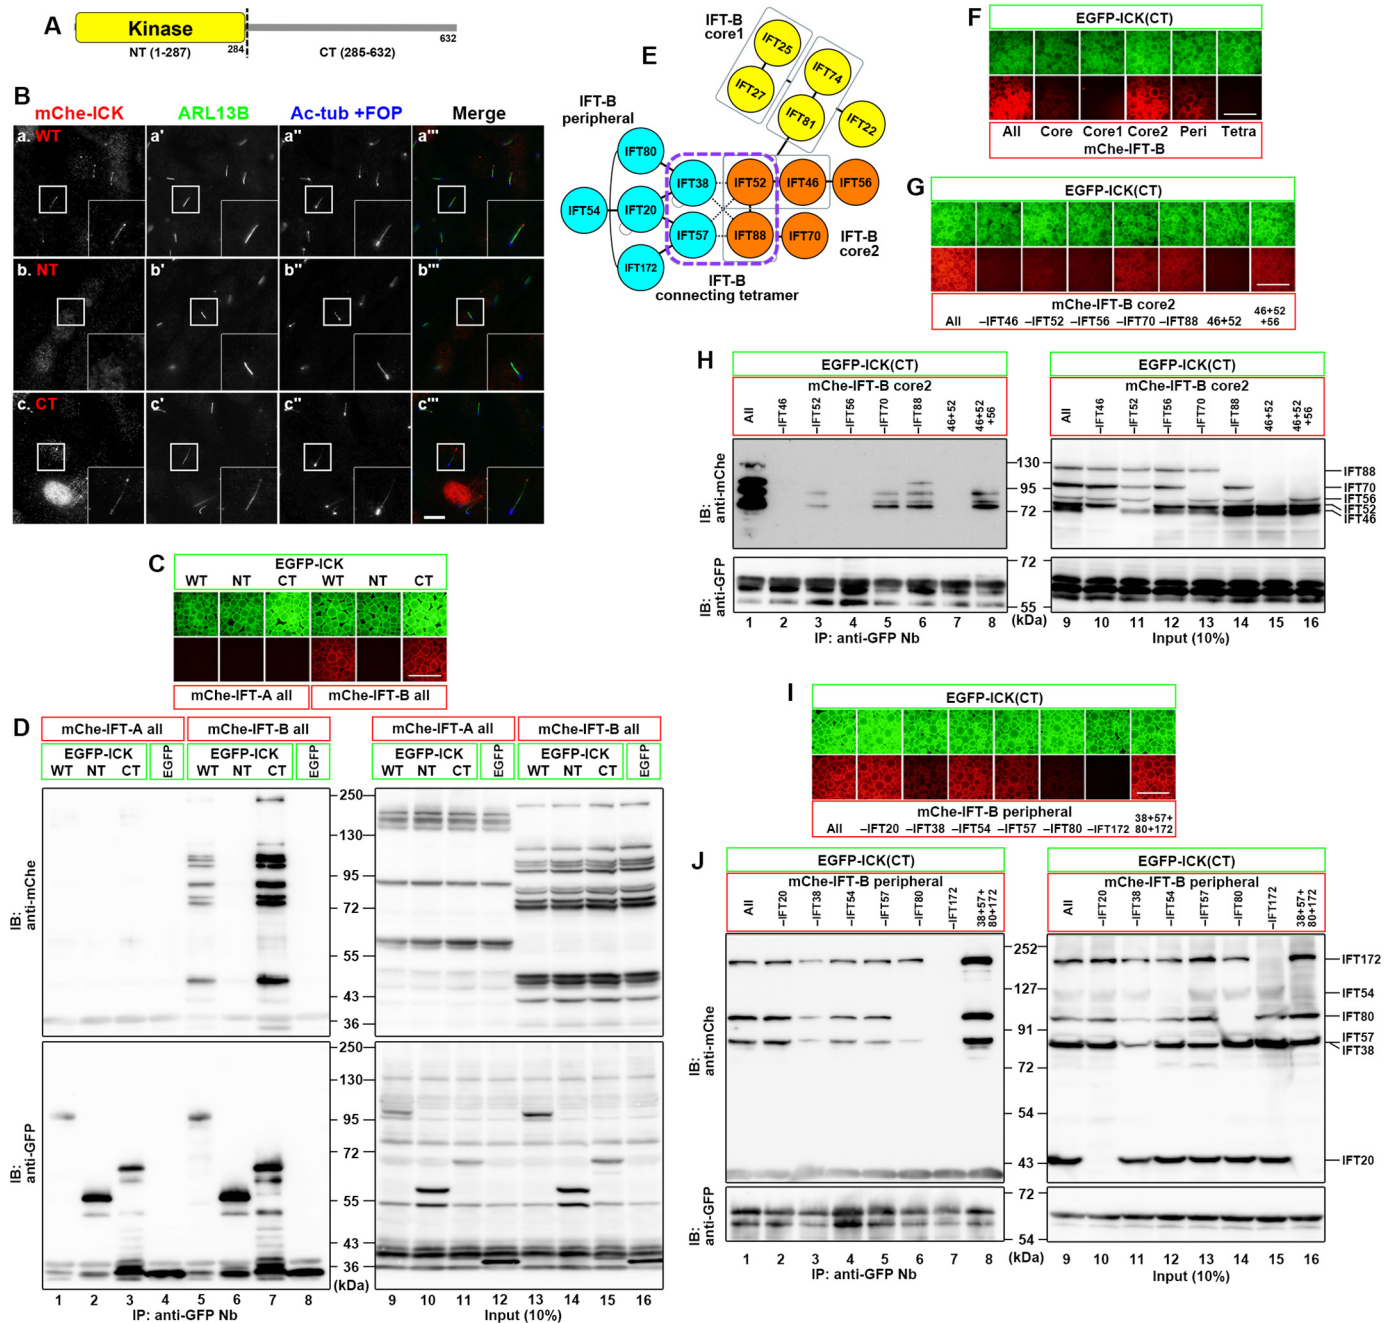 A
Kinase
NT (1-287)
284
CT (285-632)
632
B
mChe-ICK
ARL13B
Ac-tub +FOP
Merge
a. WT
a'
a''
a'''
b. NT
b'
b''
b'''
c. CT
c'
c''
c'''
C
EGFP-ICK
WT NT CT WT NT CT
mChe-IFT-A all
mChe-IFT-B all
D
mChe-IFT-A all
mChe-IFT-B all
mChe-IFT-A all
mChe-IFT-B all
EGFP-ICK
EGFP
EGFP-ICK
EGFP
EGFP-ICK
EGFP
EGFP-ICK
EGFP
WT NT CT
WT NT CT
WT NT CT
WT NT CT
IB: anti-mChe
250
130
95
72
55
43
36
IB: anti-GFP
250
130
95
72
55
43
36
(kDa)
1 2 3 4 5 6 7 8
9 10 11 12 13 14 15 16
IP: anti-GFP Nb
Input (10%)
E
IFT-B
core1
IFT25
IFT27
IFT74
IFT81
IFT22
IFT-B
peripheral
IFT80
IFT38
IFT52
IFT46
IFT56
IFT54
IFT20
IFT57
IFT88
IFT70
IFT172
IFT-B
core2
IFT-B
connecting tetramer
F
EGFP-ICK(CT)
All Core Core1 Core2 Peri Tetra
mChe-IFT-B
G
EGFP-ICK(CT)
mChe-IFT-B core2
All –IFT46 –IFT52 –IFT56 –IFT70 –IFT88 46+52 46+52
+56
H
EGFP-ICK(CT)
EGFP-ICK(CT)
mChe-IFT-B core2
mChe-IFT-B core2
All –IFT46 –IFT52 –IFT56 –IFT70 –IFT88 46+52 46+52
+56
All –IFT46 –IFT52 –IFT56 –IFT70 –IFT88 46+52 46+52
+56
IB: anti-mChe
130
95
72
IFT88
IFT70
IFT56
IFT52
IFT46
IB: anti-GFP
72
55
(kDa)
1 2 3 4 5 6 7 8
9 10 11 12 13 14 15 16
IP: anti-GFP Nb
Input (10%)
I
EGFP-ICK(CT)
mChe-IFT-B peripheral
All –IFT20 –IFT38 –IFT54 –IFT57 –IFT80 –IFT172 38+57+
80+172
J
EGFP-ICK(CT)
EGFP-ICK(CT)
mChe-IFT-B peripheral
mChe-IFT-B peripheral
All –IFT20 –IFT38 –IFT54 –IFT57 –IFT80 –IFT172 38+57+
80+172
All –IFT20 –IFT38 –IFT54 –IFT57 –IFT80 –IFT172 38+57+
80+172
IB: anti-mChe
252
127
91
72
54
43
IFT172
IFT54
IFT80
IFT57
IFT38
IFT20
IB: anti-GFP
72
54
(kDa)
1 2 3 4 5 6 7 8
9 10 11 12 13 14 15 16
IP: anti-GFP Nb
Input (10%)